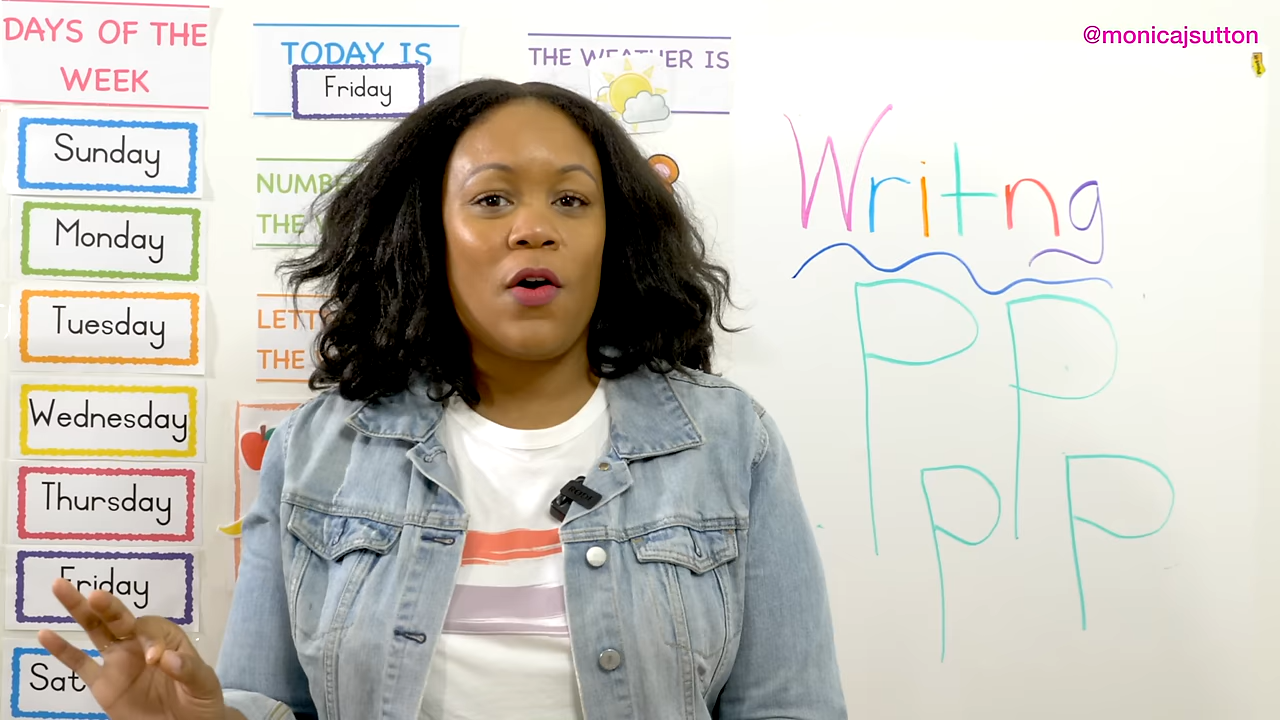 DAYS OF THE
WEEK
Sunday
Monday
Tuesday
Wednesday
Thursday
Friday
Sat
TODAY IS
Friday
THE WEATHER IS
NUMBE
THE
LETT
THE
@monicajsutton
Writng
P P
p p